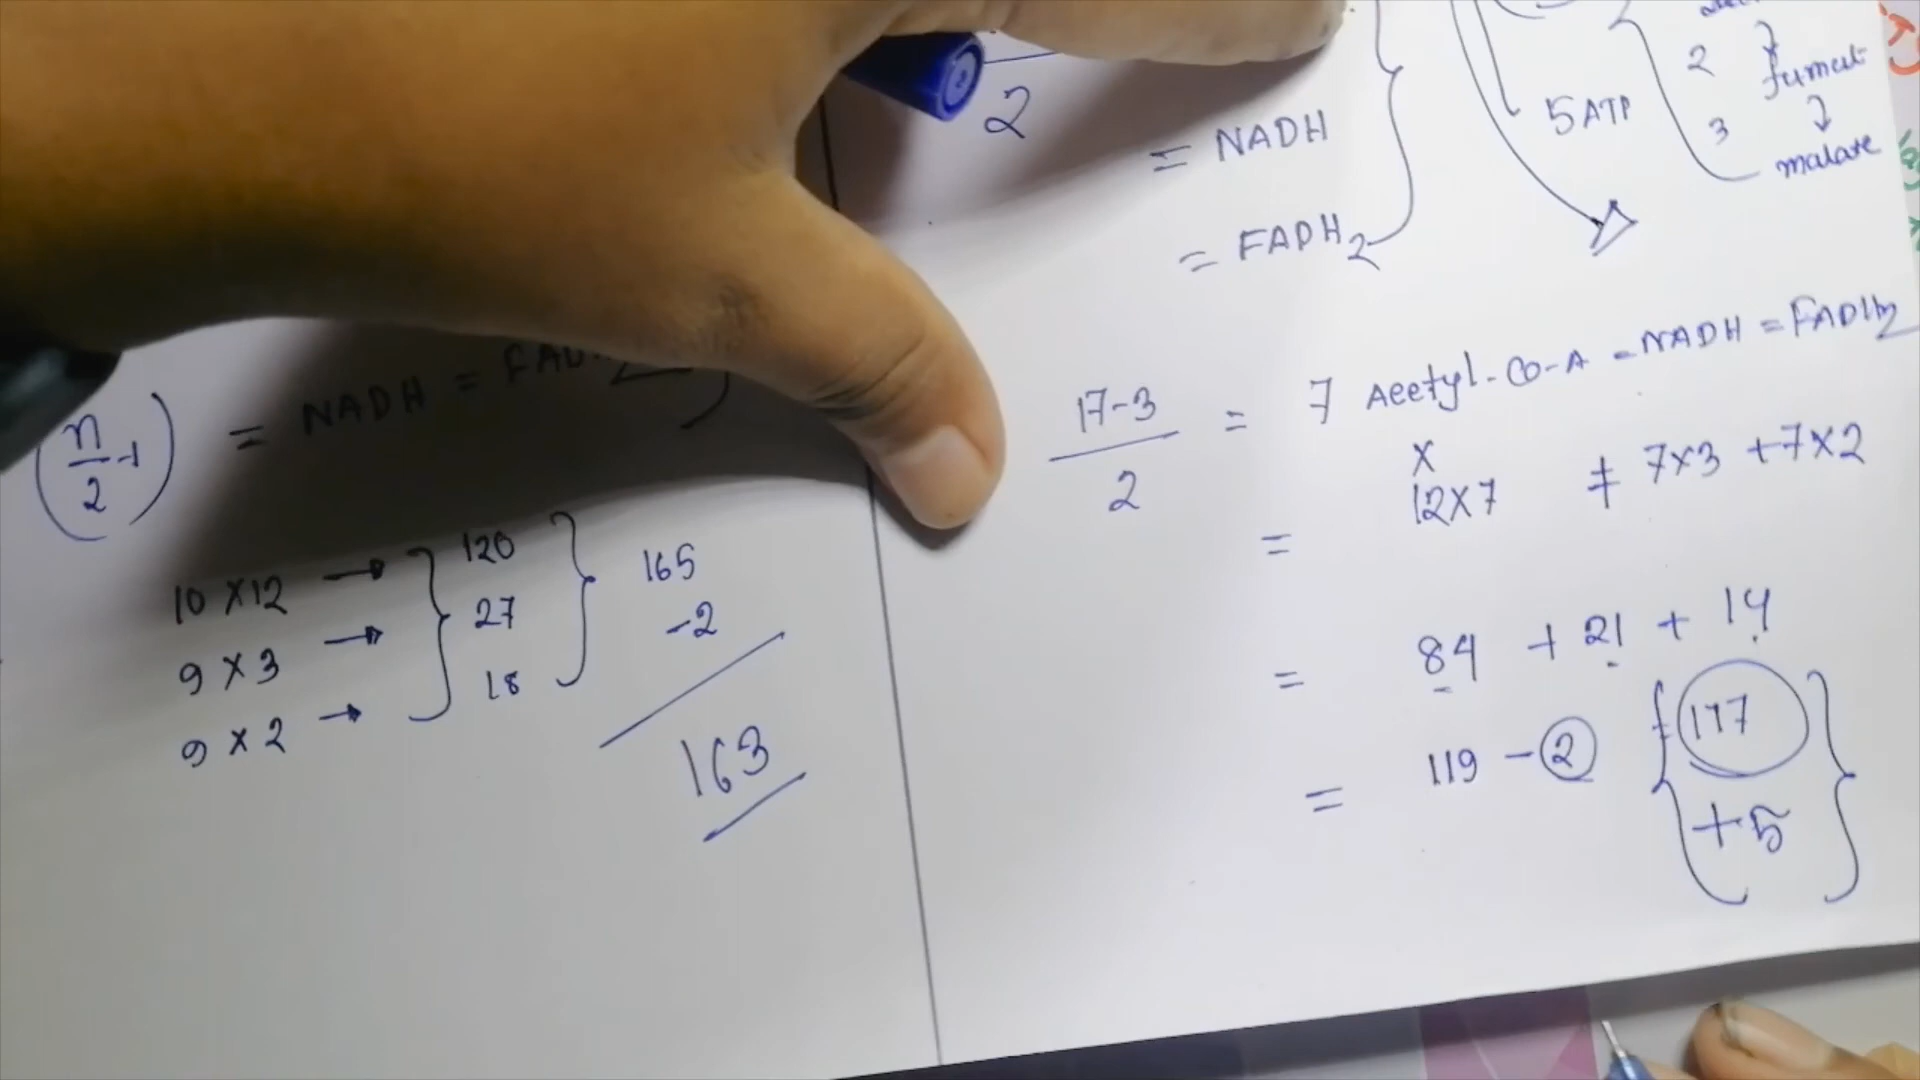 (n/2 -1) = NADH = FAD
10 X12 → 120
9 X 3 → 27
9 X 2 → 18
165
-2
163
2
= NADH
= FADH2
5ATP
2
3
fumar
malate
17-3 / 2 = 7 Acetyl-Co-A = NADH = FADH2
X
= 12X7 + 7X3 +7X2
= 84 + 21 + 14
= 119 - 2 = 117
+5